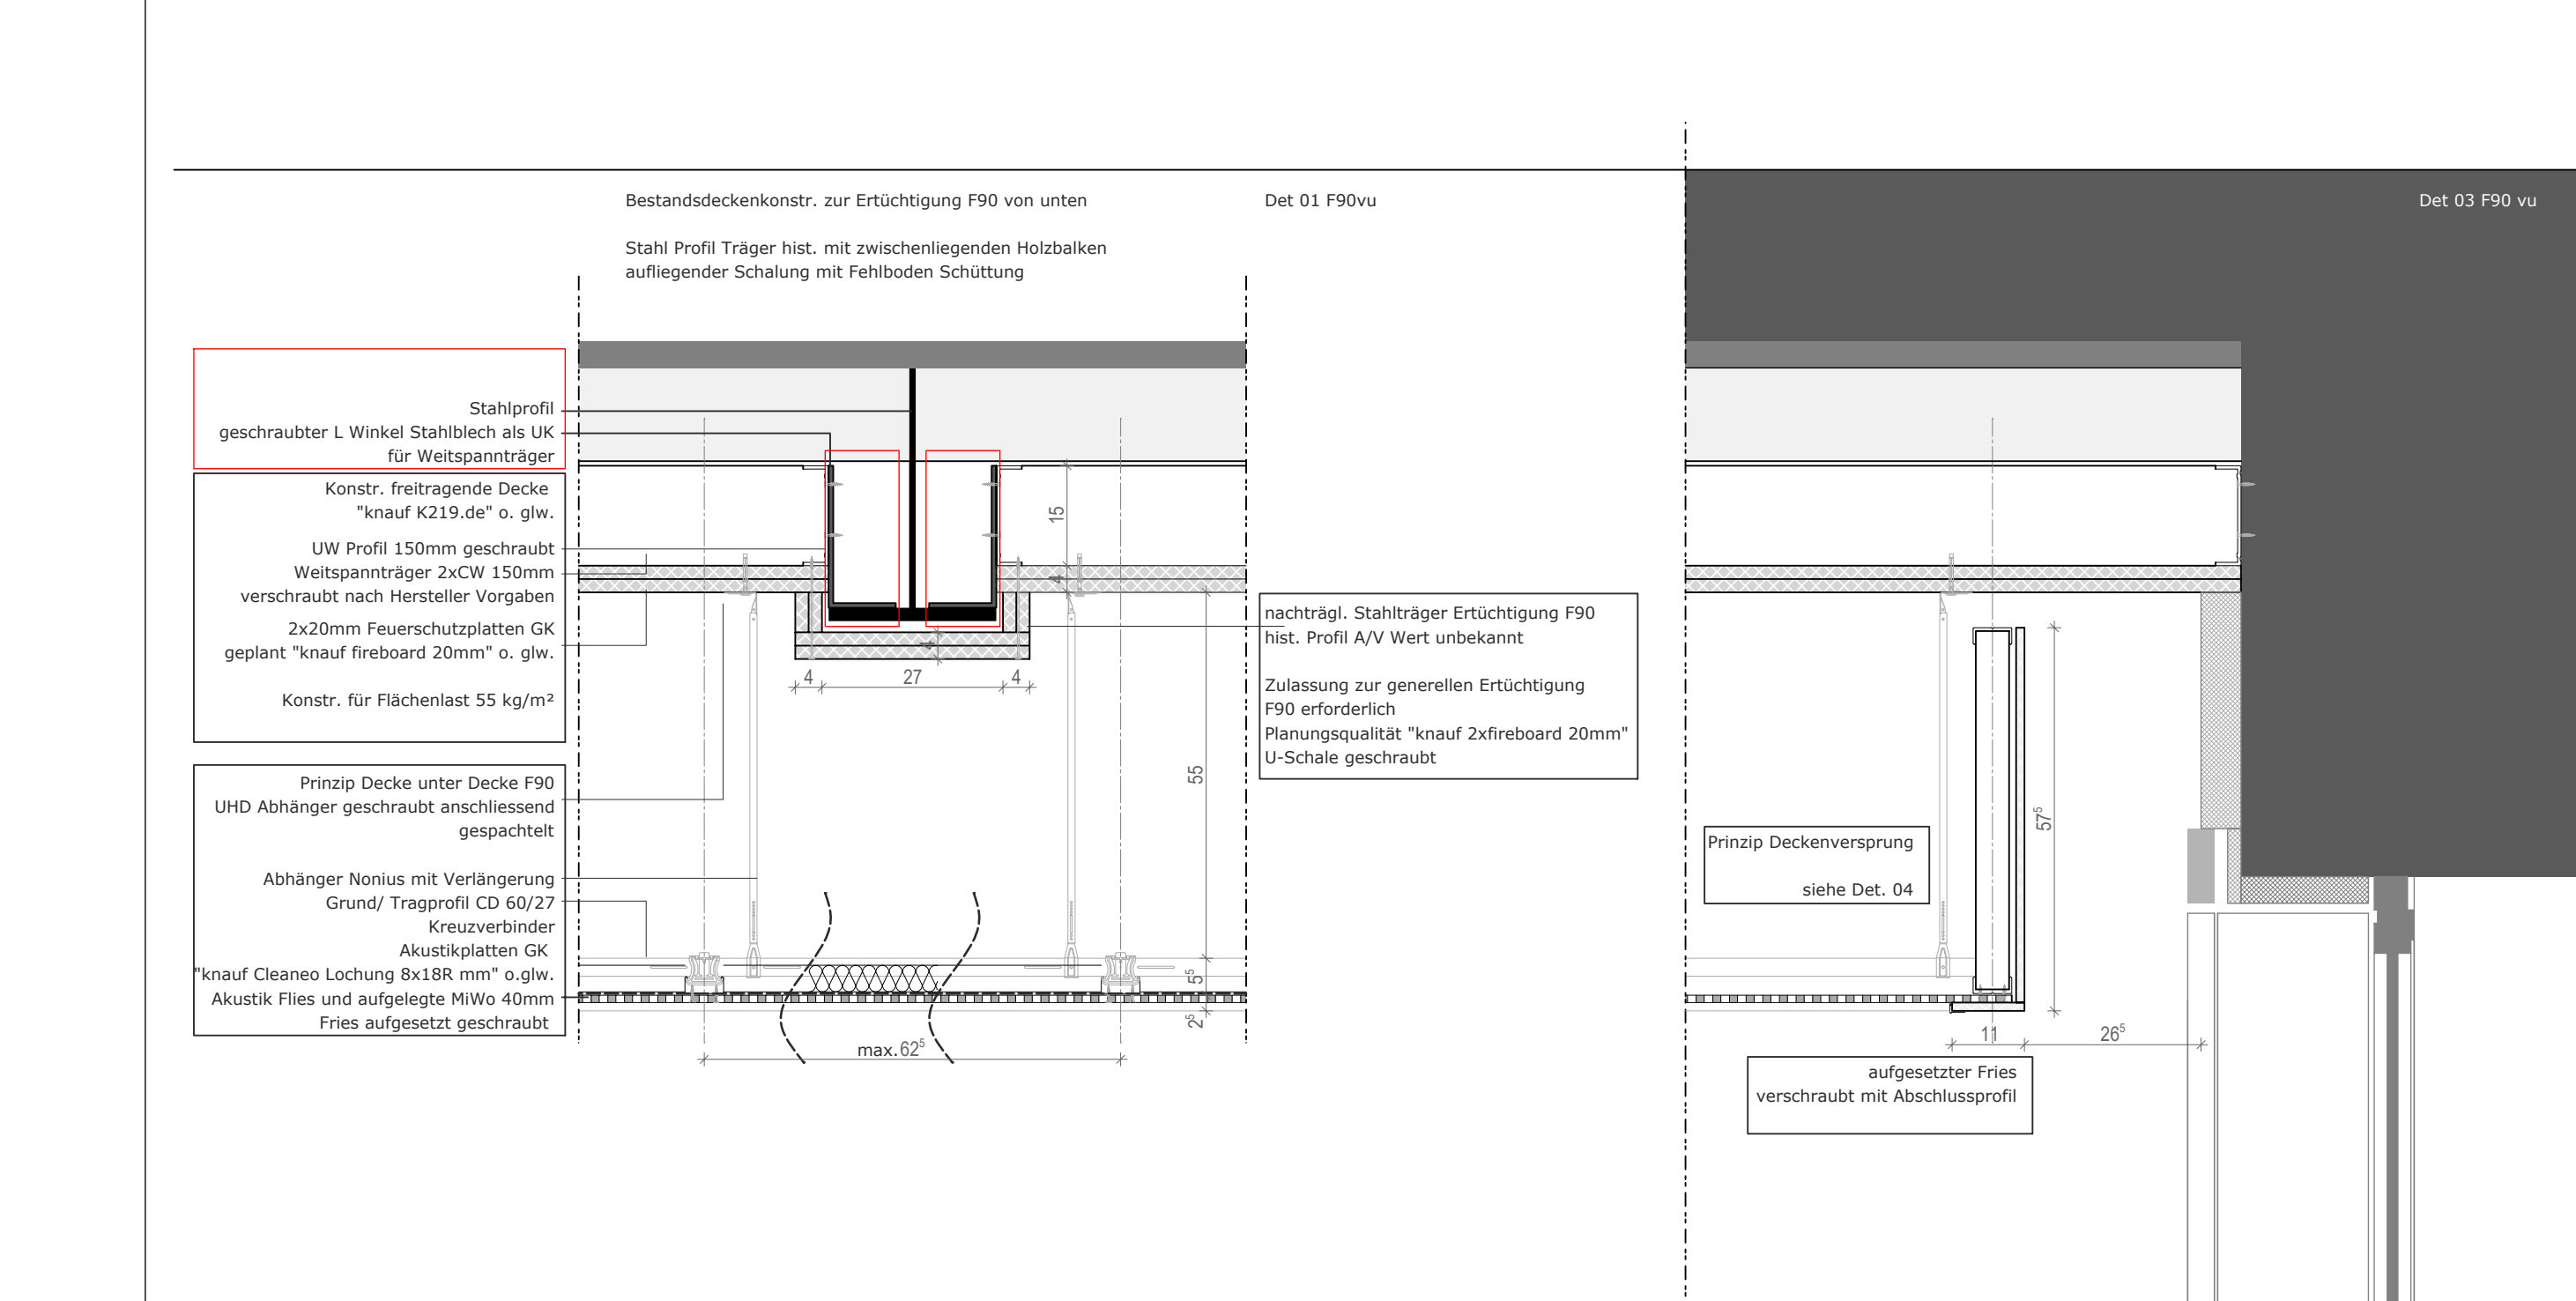 Bestandsdeckenkonstr. zur Ertüchtigung F90 von unten
Det 01 F90vu
Det 03 F90 vu
Stahl Profil Träger hist. mit zwischenliegenden Holzbalken
aufliegender Schalung mit Fehlboden Schüttung
Stahlprofil
geschraubter L Winkel Stahlblech als UK
für Weitspannträger
Konstr. freitragende Decke
"knauf K219.de" o. glw.
UW Profil 150mm geschraubt
Weitspannträger 2xCW 150mm
verschraubt nach Hersteller Vorgaben
2x20mm Feuerschutzplatten GK
geplant "knauf fireboard 20mm" o. glw.
Konstr. für Flächenlast 55 kg/m²
Prinzip Decke unter Decke F90
UHD Abhänger geschraubt anschliessend
gespachtelt
Abhänger Nonius mit Verlängerung
Grund/ Tragprofil CD 60/27
Kreuzverbinder
Akustikplatten GK
"knauf Cleaneo Lochung 8x18R mm" o.glw.
Akustik Flies und aufgelegte MiWo 40mm
Fries aufgesetzt geschraubt
15
4
4
4
27
4
55
5⁵
2⁵
max.62⁵
nachträgl. Stahlträger Ertüchtigung F90
hist. Profil A/V Wert unbekannt
Zulassung zur generellen Ertüchtigung
F90 erforderlich
Planungsqualität "knauf 2xfireboard 20mm"
U-Schale geschraubt
Prinzip Deckenversprung
siehe Det. 04
57⁵
11
26⁵
aufgesetzter Fries
verschraubt mit Abschlussprofil